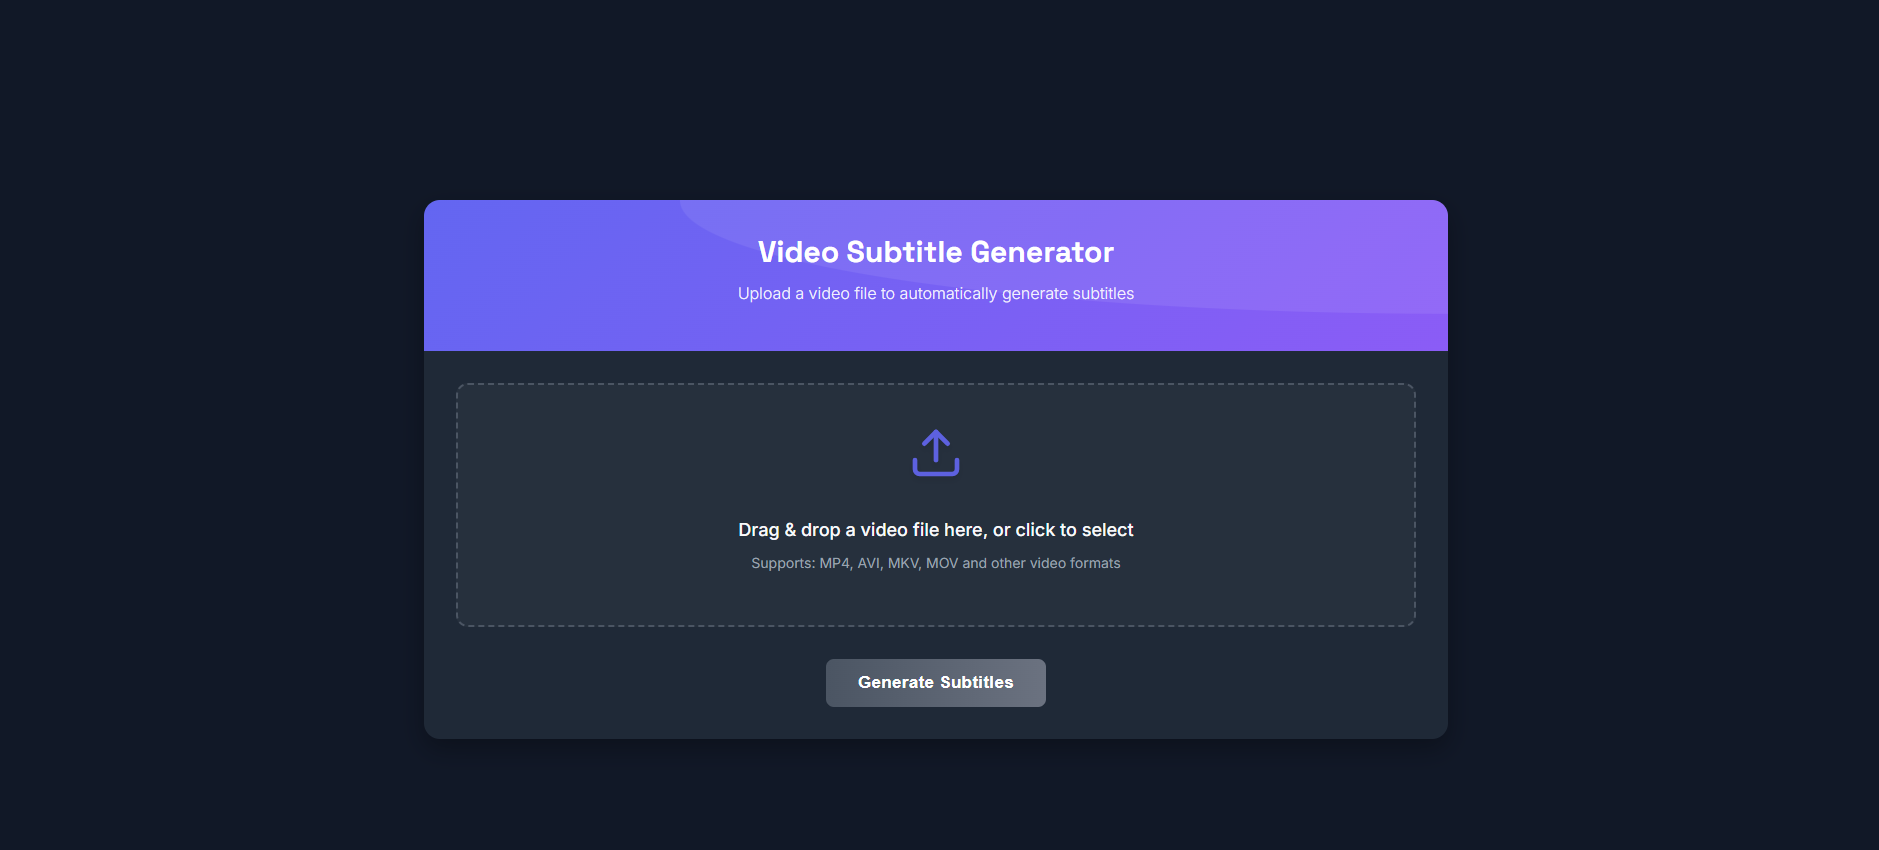 Video Subtitle Generator
Upload a video file to automatically generate subtitles
Drag & drop a video file here, or click to select
Supports: MP4, AVI, MKV, MOV and other video formats
Generate Subtitles